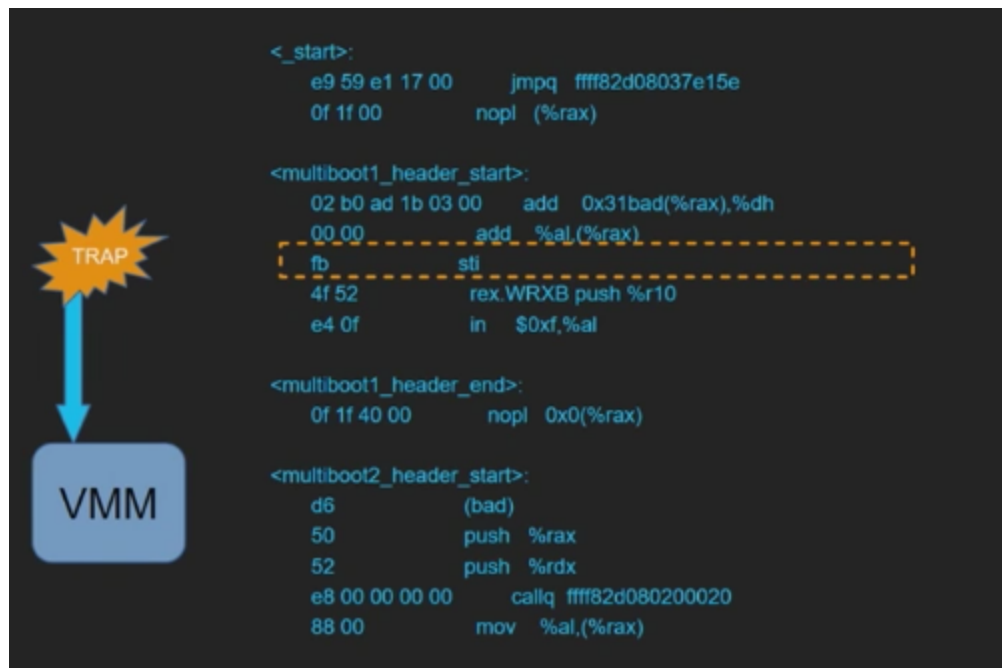 <_start>:
e9 59 e1 17 00 jmpq ffff82d08037e15e
0f 1f 00 nopl (%rax)
<multiboot1_header_start>:
02 b0 ad 1b 03 00 add 0x31bad(%rax),%dh
00 00 add %al,(%rax)
TRAP
fb sti
4f 52 rex.WRXB push %r10
e4 0f in $0xf,%al
<multiboot1_header_end>:
0f 1f 40 00 nopl 0x0(%rax)
<multiboot2_header_start>:
VMM
d6 (bad)
50 push %rax
52 push %rdx
e8 00 00 00 00 callq ffff82d080200020
88 00 mov %al,(%rax)